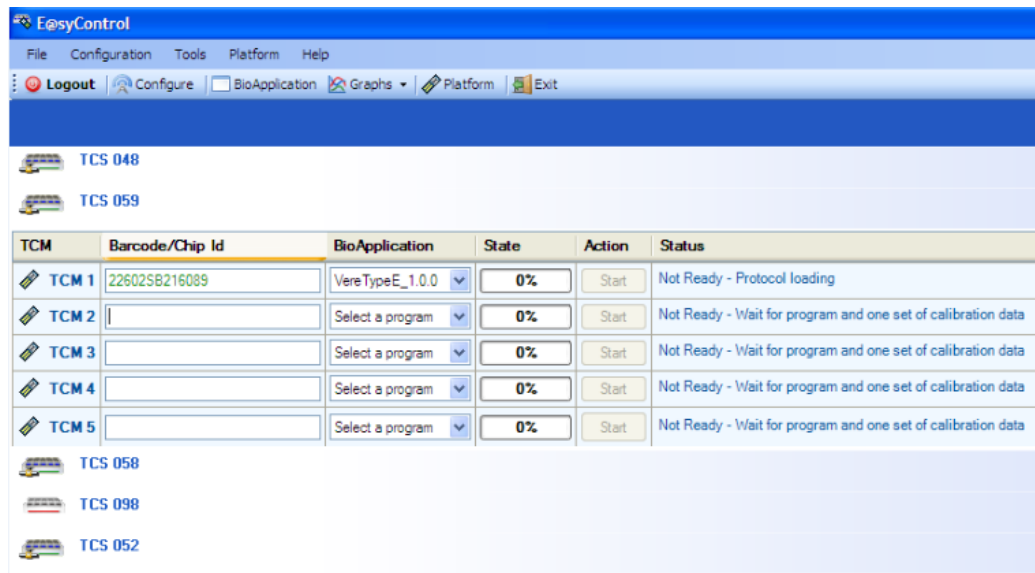 E@syControl
File Configuration Tools Platform Help
Logout Configure BioApplication Graphs Platform Exit
TCS 048
TCS 059
TCM Barcode/Chip Id BioApplication State Action Status
TCM 1 22602SB216089 VereTypeE_1.0.0 0% Start Not Ready - Protocol loading
TCM 2 Select a program 0% Start Not Ready - Wait for program and one set of calibration data
TCM 3 Select a program 0% Start Not Ready - Wait for program and one set of calibration data
TCM 4 Select a program 0% Start Not Ready - Wait for program and one set of calibration data
TCM 5 Select a program 0% Start Not Ready - Wait for program and one set of calibration data
TCS 058
TCS 098
TCS 052